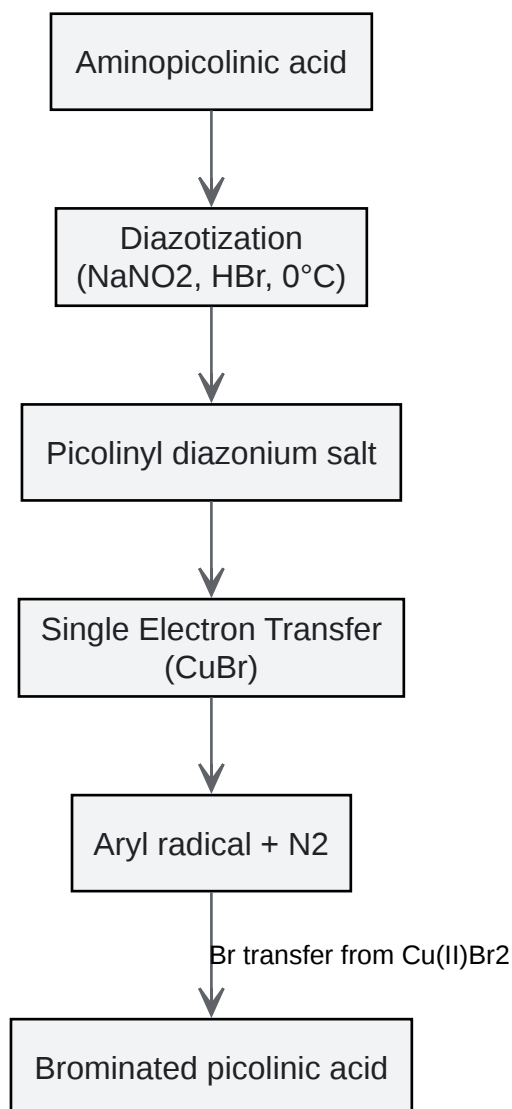 Aminopicolinic acid
Diazotization
(NaNO2, HBr, 0°C)
Picolinyl diazonium salt
Single Electron Transfer
(CuBr)
Aryl radical + N2
Br transfer from Cu(II)Br2
Brominated picolinic acid